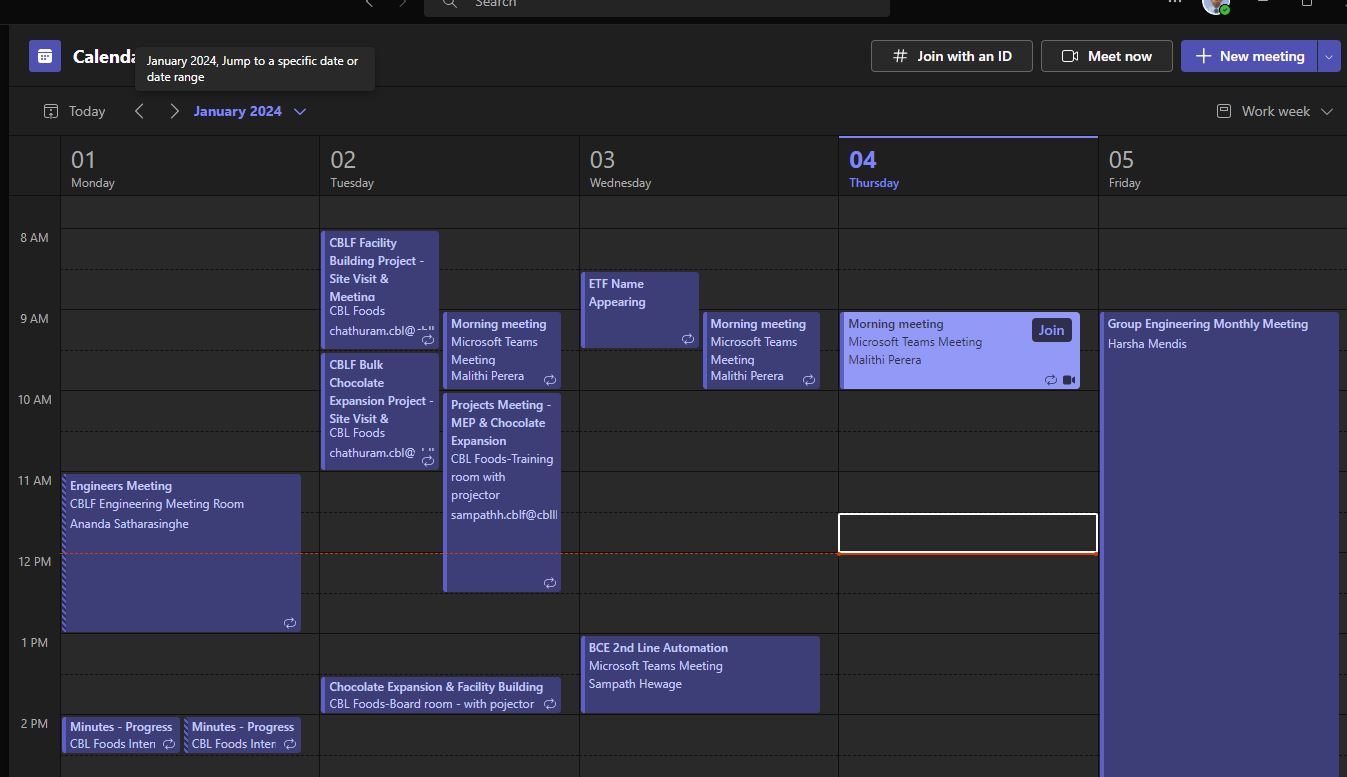 Search
Calenda
January 2024, Jump to a specific date or
date range
Join with an ID
Meet now
New meeting
Today
January 2024
Work week
01
Monday
02
Tuesday
03
Wednesday
04
Thursday
05
Friday
8 AM
9 AM
10 AM
11 AM
12 PM
1 PM
2 PM
Engineers Meeting
CBLF Engineering Meeting Room
Ananda Satharasinghe
Minutes - Progress
CBL Foods Intern
Minutes - Progress
CBL Foods Intern
CBLF Facility
Building Project -
Site Visit &
Meeting
CBL Foods
chathuram.cbl@
CBLF Bulk
Chocolate
Expansion Project -
Site Visit &
CBL Foods
chathuram.cbl@
Morning meeting
Microsoft Teams
Meeting
Malithi Perera
Projects Meeting -
MEP & Chocolate
Expansion
CBL Foods-Training
room with
projector
sampathh.cblf@cbll
Chocolate Expansion & Facility Building
CBL Foods-Board room - with pojector
ETF Name
Appearing
Morning meeting
Microsoft Teams
Meeting
Malithi Perera
BCE 2nd Line Automation
Microsoft Teams Meeting
Sampath Hewage
Morning meeting
Join
Microsoft Teams Meeting
Malithi Perera
Group Engineering Monthly Meeting
Harsha Mendis